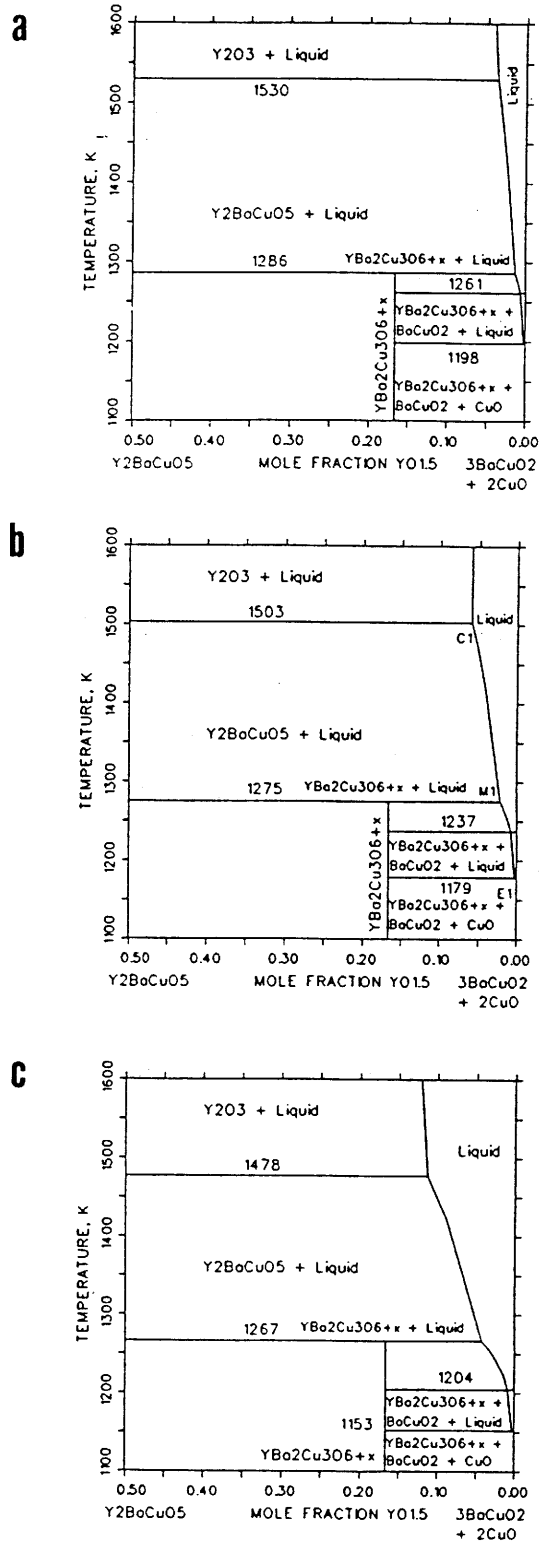 a
1600
1500
1400
1300
1200
1100
TEMPERATURE, K
Y2O3 + Liquid
1530
Liquid
Y2BaCuO5 + Liquid
1286
YBa2Cu3O6+x + Liquid
1261
YBa2Cu3O6+x
YBa2Cu3O6+x +
BaCuO2 + Liquid
1198
YBa2Cu3O6+x +
BaCuO2 + CuO
0.50 0.40 0.30 0.20 0.10 0.00
Y2BaCuO5 MOLE FRACTION YO1.5 3BaCuO2
+ 2CuO
b
1600
1500
1400
1300
1200
1100
TEMPERATURE, K
Y2O3 + Liquid
1503
Liquid
C1
Y2BaCuO5 + Liquid
1275
YBa2Cu3O6+x + Liquid
M1
1237
YBa2Cu3O6+x
YBa2Cu3O6+x +
BaCuO2 + Liquid
1179
E1
YBa2Cu3O6+x +
BaCuO2 + CuO
0.50 0.40 0.30 0.20 0.10 0.00
Y2BaCuO5 MOLE FRACTION YO1.5 3BaCuO2
+ 2CuO
c
1600
1500
1400
1300
1200
1100
TEMPERATURE, K
Y2O3 + Liquid
1478
Liquid
Y2BaCuO5 + Liquid
1267
YBa2Cu3O6+x + Liquid
1204
YBa2Cu3O6+x +
BaCuO2 + Liquid
1153
YBa2Cu3O6+x
YBa2Cu3O6+x +
BaCuO2 + CuO
0.50 0.40 0.30 0.20 0.10 0.00
Y2BaCuO5 MOLE FRACTION YO1.5 3BaCuO2
+ 2CuO